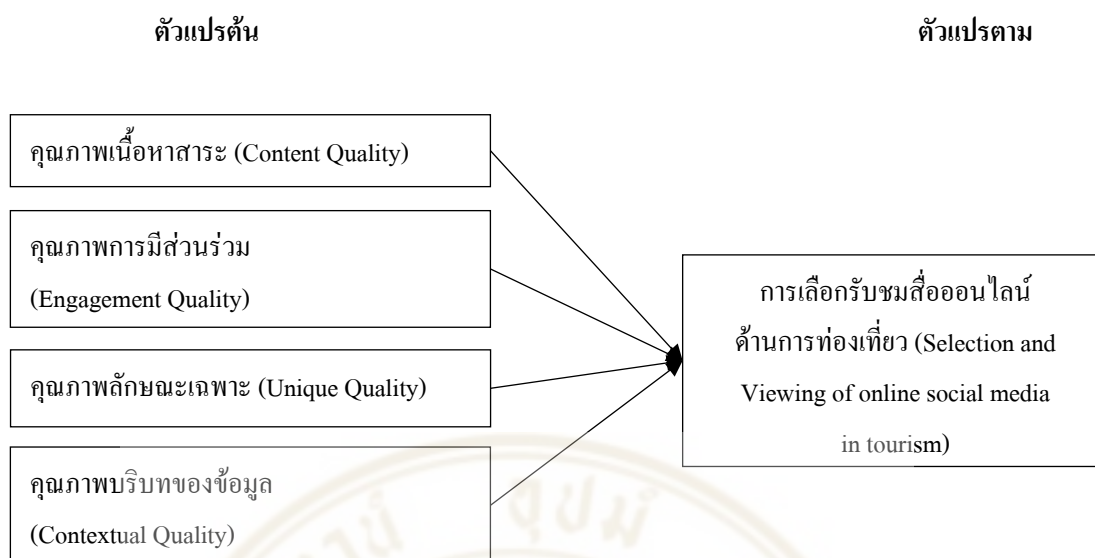 ตัวแปรต้น
ตัวแปรตาม
คุณภาพเนื้อหาสาระ (Content Quality)
คุณภาพการมีส่วนร่วม
(Engagement Quality)
คุณภาพลักษณะเฉพาะ (Unique Quality)
คุณภาพบริบทของข้อมูล
(Contextual Quality)
การเลือกรับชมสื่อออนไลน์
ด้านการท่องเที่ยว (Selection and
Viewing of online social media
in tourism)